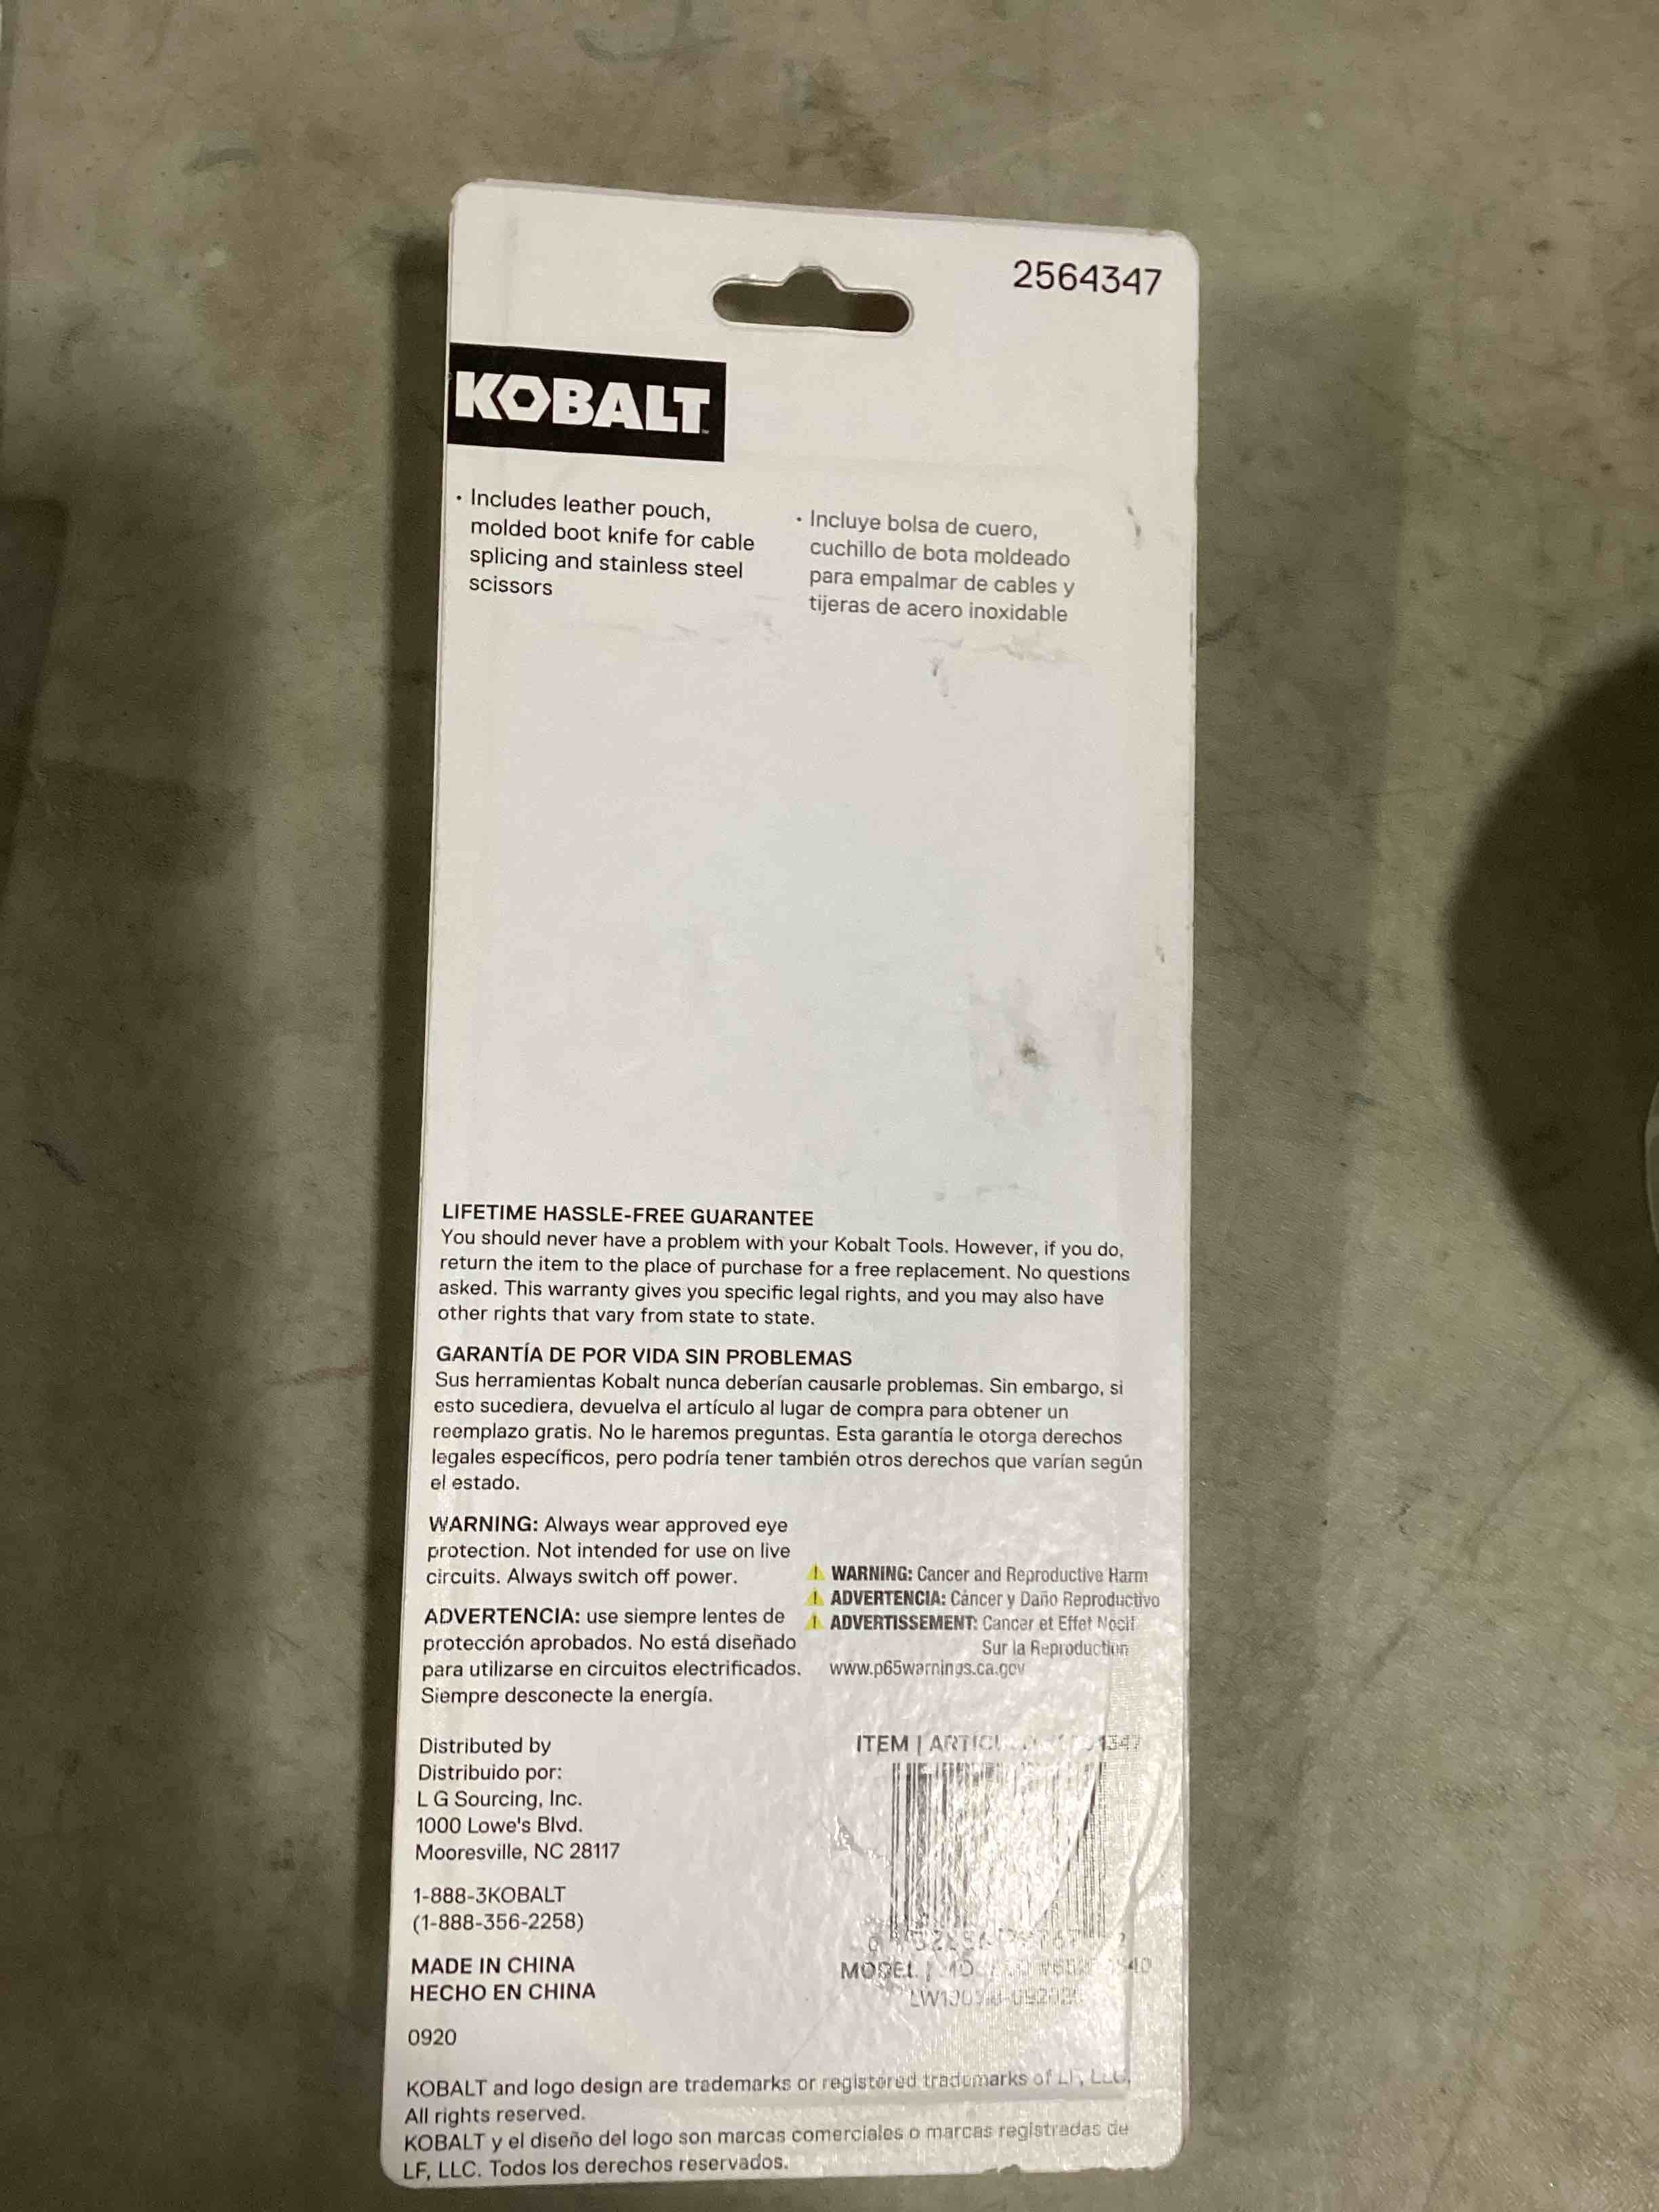 2564347
KOBALT
• Includes leather pouch,
molded boot knife for cable
splicing and stainless steel
scissors
• Incluye bolsa de cuero,
cuchillo de bota moldeado
para empalmar de cables y
tijeras de acero inoxidable
LIFETIME HASSLE-FREE GUARANTEE
You should never have a problem with your Kobalt Tools. However, if you do,
return the item to the place of purchase for a free replacement. No questions
asked. This warranty gives you specific legal rights, and you may also have
other rights that vary from state to state.
GARANTÍA DE POR VIDA SIN PROBLEMAS
Sus herramientas Kobalt nunca deberían causarle problemas. Sin embargo, si
esto sucediera, devuelva el artículo al lugar de compra para obtener un
reemplazo gratis. No le haremos preguntas. Esta garantía le otorga derechos
legales específicos, pero podría tener también otros derechos que varían según
el estado.
WARNING: Always wear approved eye
protection. Not intended for use on live
circuits. Always switch off power.
ADVERTENCIA: use siempre lentes de
protección aprobados. No está diseñado
para utilizarse en circuitos electrificados.
Siempre desconecte la energía.
WARNING: Cancer and Reproductive Harm
ADVERTENCIA: Cáncer y Daño Reproductivo
ADVERTISSEMENT: Cancer et Effet Nocif
Sur la Reproduction
www.p65warnings.ca.gov
Distributed by
Distribuido por:
L G Sourcing, Inc.
1000 Lowe's Blvd.
Mooresville, NC 28117
1-888-3KOBALT
(1-888-356-2258)
MADE IN CHINA
HECHO EN CHINA
0920
ITEM |
MODEL |
KOBALT and logo design are trademarks or registered trademarks of LF, LLC.
All rights reserved.
KOBALT y el diseño del logo son marcas comerciales o marcas registradas de
LF, LLC. Todos los derechos reservados.